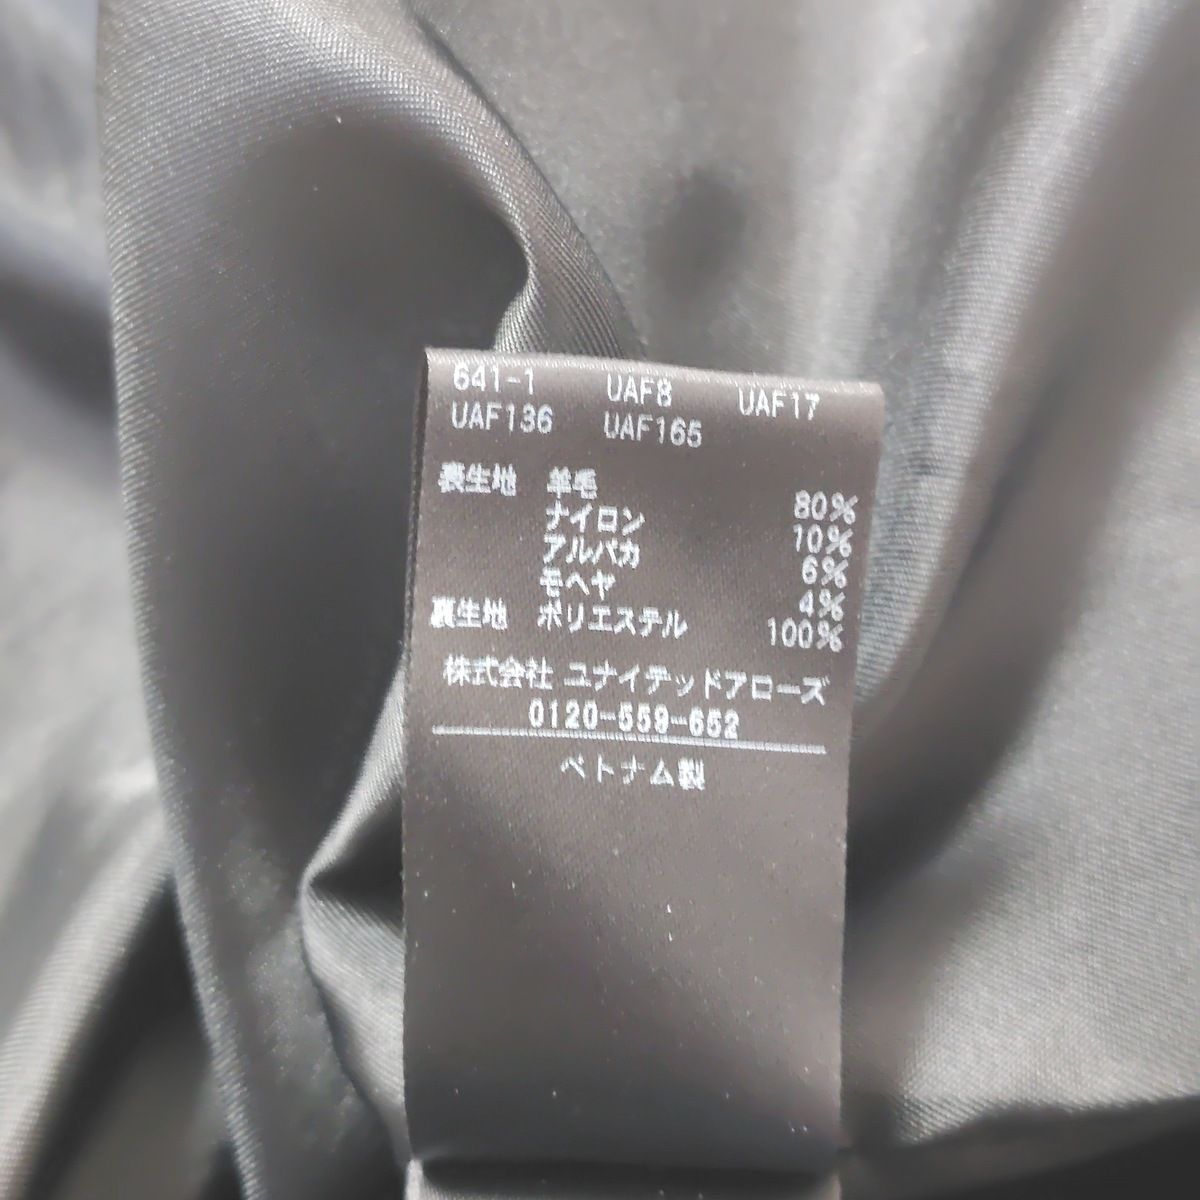 641-1 UAF8 UAF17
UAF136 UAF165
表生地 羊毛 80%
ナイロン 10%
アルパカ 6%
モヘヤ 4%
裏生地 ポリエステル 100%
株式会社 ユナイテッドアローズ
0120-559-652
ベトナム製